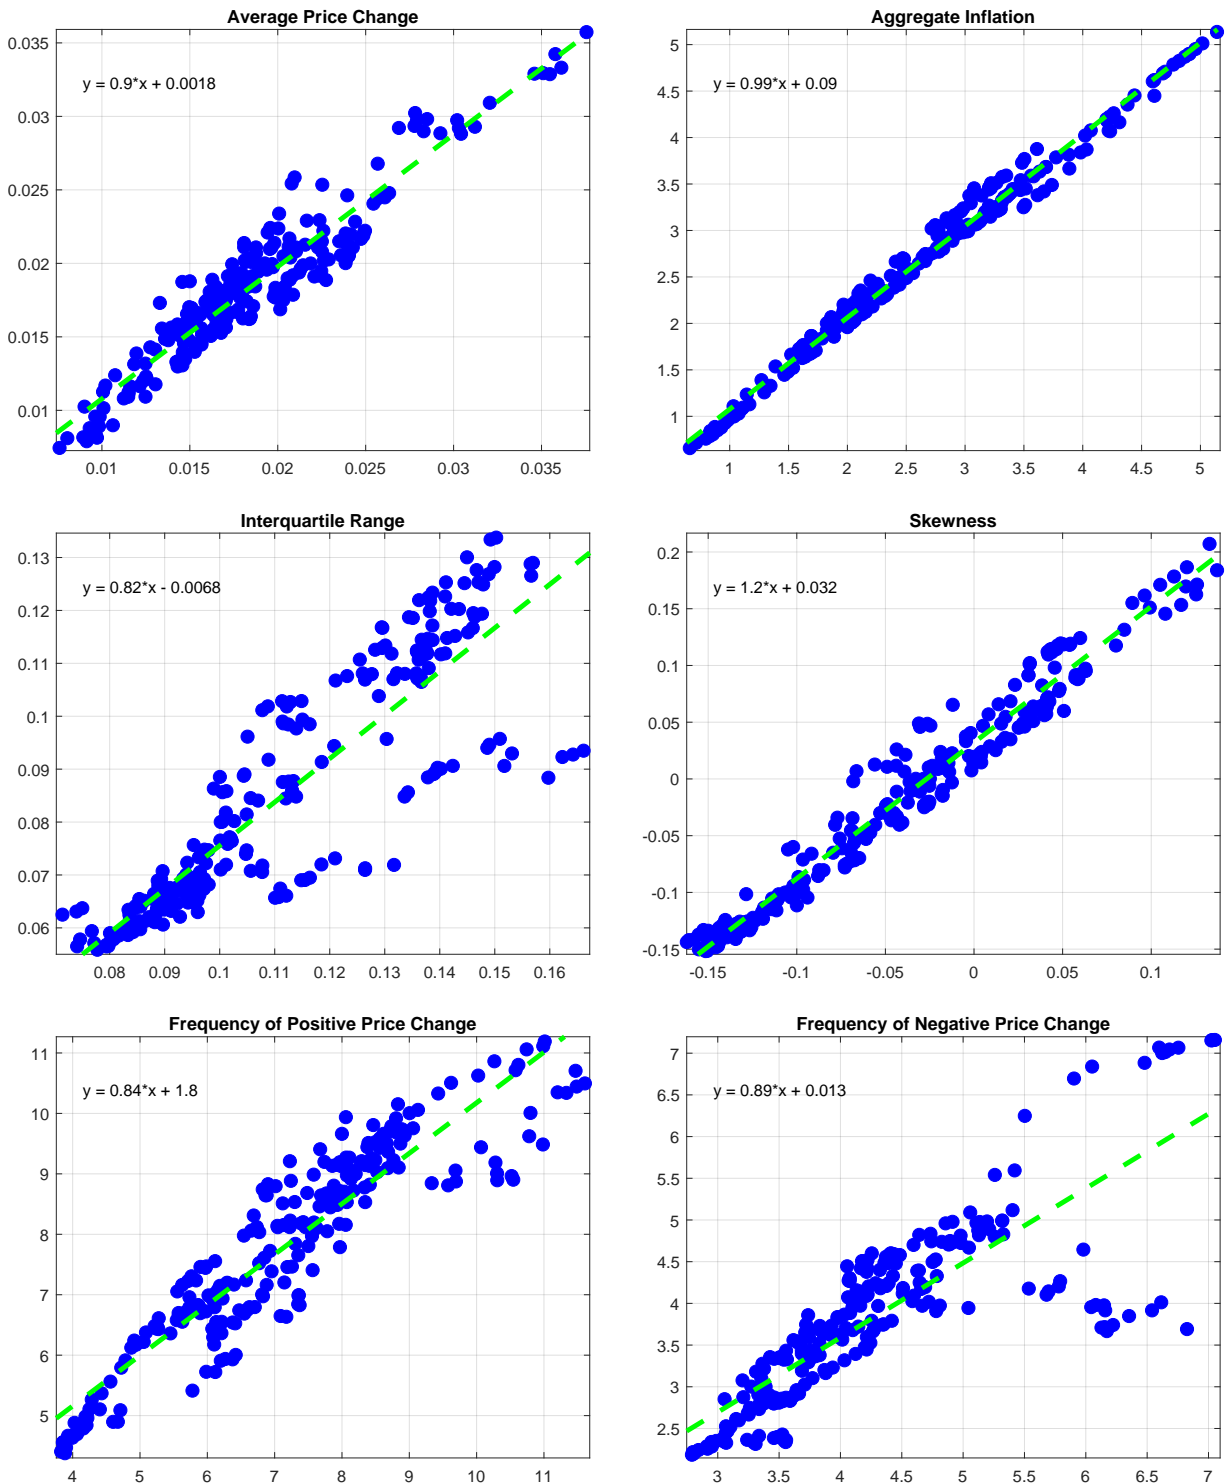 Average Price Change
y = 0.9*x + 0.0018
0.035
0.03
0.025
0.02
0.015
0.01
0.01 0.015 0.02 0.025 0.03 0.035
Aggregate Inflation
y = 0.99*x + 0.09
5
4.5
4
3.5
3
2.5
2
1.5
1
1 1.5 2 2.5 3 3.5 4 4.5 5
Interquartile Range
y = 0.82*x - 0.0068
0.13
0.12
0.11
0.1
0.09
0.08
0.07
0.06
0.08 0.09 0.1 0.11 0.12 0.13 0.14 0.15 0.16
Skewness
y = 1.2*x + 0.032
0.2
0.15
0.1
0.05
0
-0.05
-0.1
-0.15
-0.15 -0.1 -0.05 0 0.05 0.1
Frequency of Positive Price Change
y = 0.84*x + 1.8
11
10
9
8
7
6
5
4 5 6 7 8 9 10 11
Frequency of Negative Price Change
y = 0.89*x + 0.013
7
6.5
6
5.5
5
4.5
4
3.5
3
2.5
3 3.5 4 4.5 5 5.5 6 6.5 7